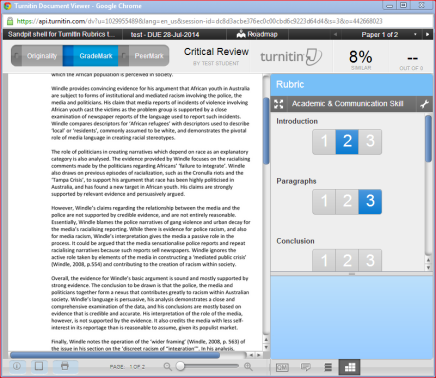 Turnitin Document Viewer - Google Chrome
https://api.turnitin.com/dv?u=1029955498&lang=en_us&session-id=dc8d3acbe376ec0c00cbd6c9223d64d4&s=3&o=442668023
Sandpit shell for Turnitin Rubrics t... test - DUE 28-Jul-2014 Roadmap Paper 1 of 2
Originality GradeMark PeerMark
Critical Review
BY TEST STUDENT
turnitin
8%
SIMILAR
--
OUT OF 0
which the African population is perceived in society.
Windle provides convincing evidence for his argument that African youth in Australia
are subject to forms of institutional and mediated racism involving the police, the
media and politicians. His claim that media reports of incidents of violence involving
African youth cast the victims as the problem group is supported by a close
examination of newspaper reports of the language used to report such incidents.
Windle compares descriptors for 'African refugees' with descriptors used to describe
'local' or 'residents', commonly assumed to be white, and demonstrates the pivotal
role of media language in creating racial stereotypes.
The role of politicians in creating narratives which depend on race as an explanatory
category is also analysed. The evidence provided by Windle focuses on the racialising
comments made by the politicians regarding Africans' 'failure to integrate'. Windle
also draws on previous episodes of racialization, such as the Cronulla riots and the
'Tampa Crisis', to support his argument that race has been highly politicised in
Australia, and has found a new target in African youth. His claims are strongly
supported by relevant evidence and persuasively argued.
However, Windle's claims regarding the relationship between the media and the
police are not supported by credible evidence, and are not entirely reasonable.
Essentially, Windle blames the police narratives of gang violence and urban decay for
the media's racialising reporting. While there is evidence for police racism, and also
for media racism, Windle's interpretation gives the media a passive role in the
process. It could be argued that the media sensationalise police reports and repeat
racialising narratives because such reports sell newspapers. Windle ignores the
active role taken by elements of the media in constructing a 'mediated public crisis'
(Windle, 2008, p.554) and contributing to the creation of racism within society.
Overall, the evidence for Windle's basic argument is sound and mostly supported by
strong evidence. The conclusion to be drawn is that the police, the media and
politicians together form a nexus that contributes greatly to racism within Australian
society. Windle's language is persuasive, his analysis demonstrates a close and
comprehensive examination of the data, and his conclusions are mostly based on
evidence that is credible and accurate. His interpretation of the role of the media,
however, is not supported by the evidence. It also credits the media with less self-
interest in its reportage than is reasonable to assume, given its populist market.
Finally, Windle notes the operation of the 'wider framing' (Windle, 2008, p. 563) of
the issue in his section on the 'discreet racism of "integration"'. In his analysis,
PAGE: 1 OF 2
Rubric
Academic & Communication Skill
Introduction
1 2 3
Paragraphs
1 2 3
Conclusion
1 2 3